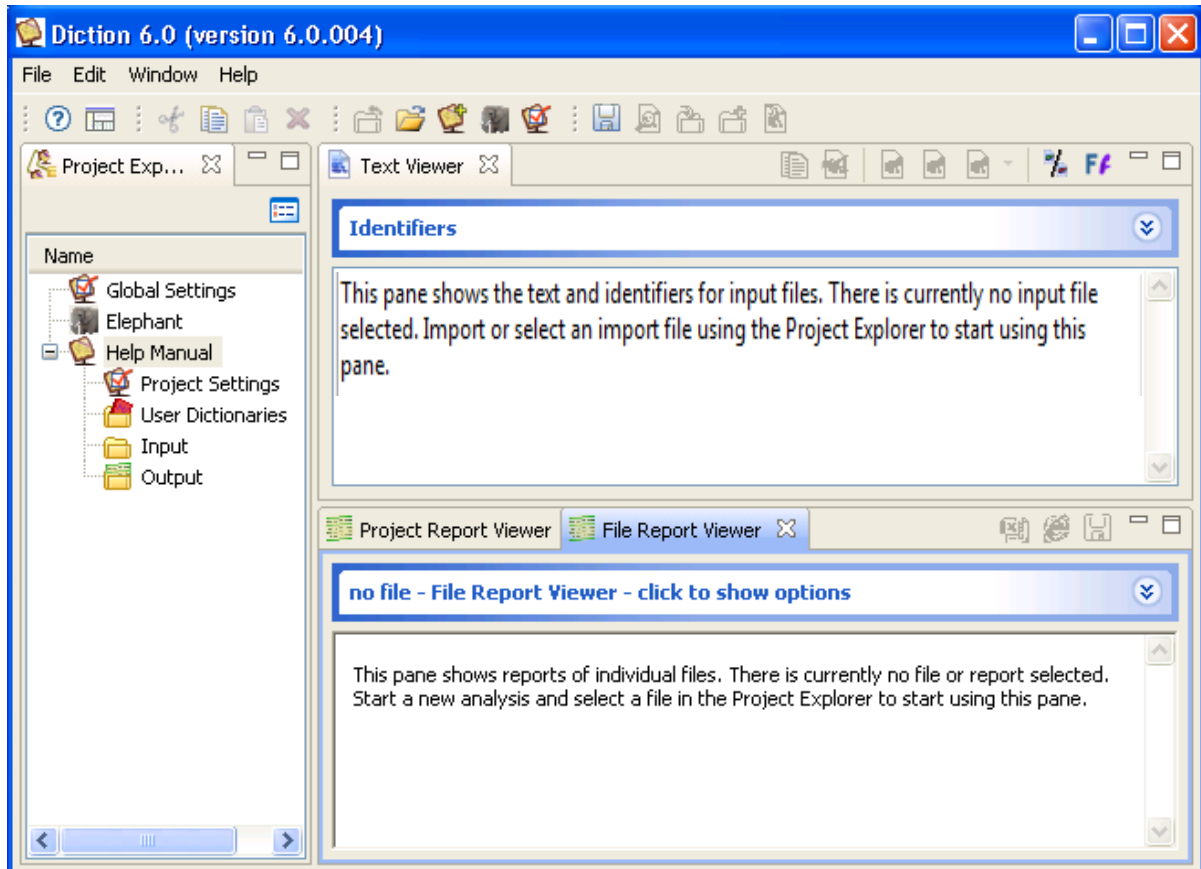 Diction 6.0 (version 6.0.004)
File Edit Window Help
Project Exp...
Name
Global Settings
Elephant
Help Manual
Project Settings
User Dictionaries
Input
Output
Text Viewer
Ff
Identifiers
This pane shows the text and identifiers for input files. There is currently no input file
selected. Import or select an import file using the Project Explorer to start using this
pane.
Project Report Viewer File Report Viewer
no file - File Report Viewer - click to show options
This pane shows reports of individual files. There is currently no file or report selected.
Start a new analysis and select a file in the Project Explorer to start using this pane.